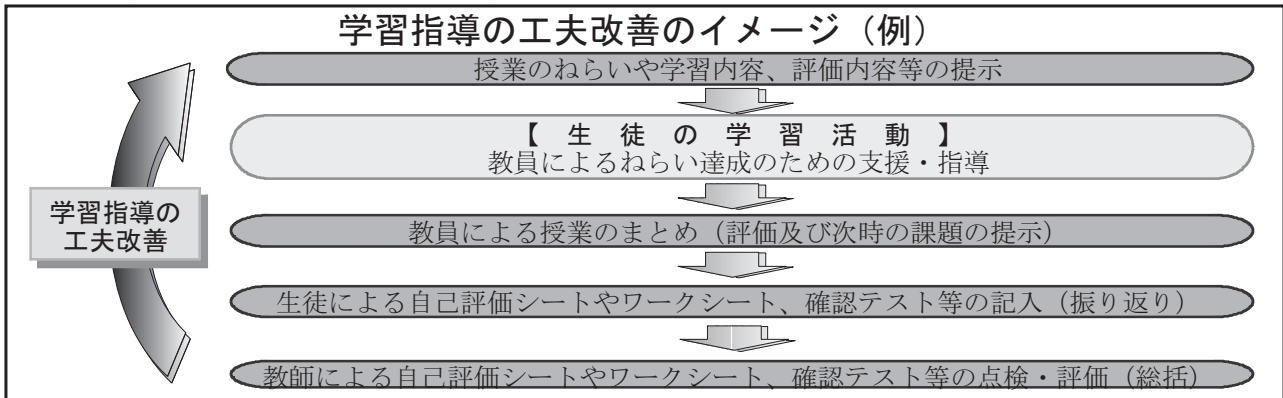 学習指導の工夫改善のイメージ（例）
授業のねらいや学習内容、評価内容等の提示
【 生 徒 の 学 習 活 動 】
教員によるねらい達成のための支援・指導
学習指導の
工夫改善
教員による授業のまとめ（評価及び次時の課題の提示）
生徒による自己評価シートやワークシート、確認テスト等の記入（振り返り）
教師による自己評価シートやワークシート、確認テスト等の点検・評価（総括）